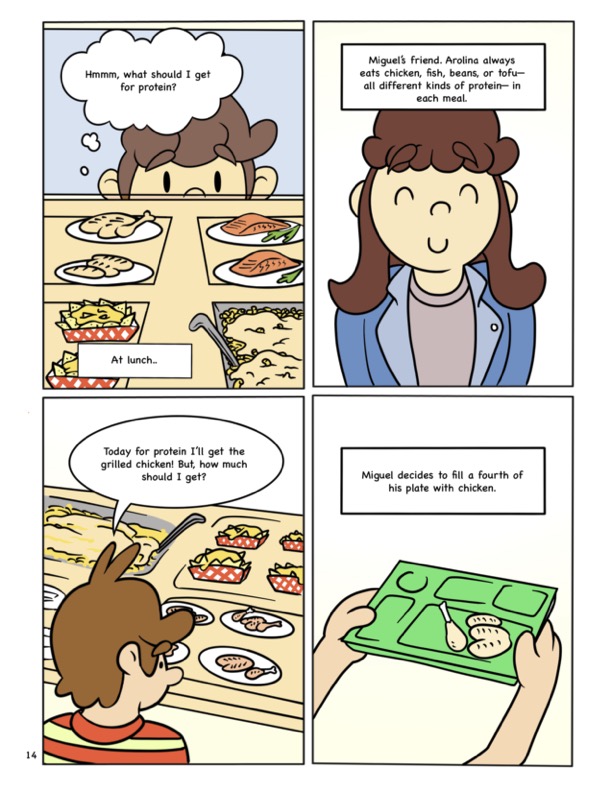 Hmmm, what should I get
for protein?
Miguel's friend. Arolina always
eats chicken, fish, beans, or tofu—
all different kinds of protein— in
each meal.
At lunch..
Today for protein I'll get the
grilled chicken! But, how much
should I get?
Miguel decides to fill a fourth of
his plate with chicken.
14